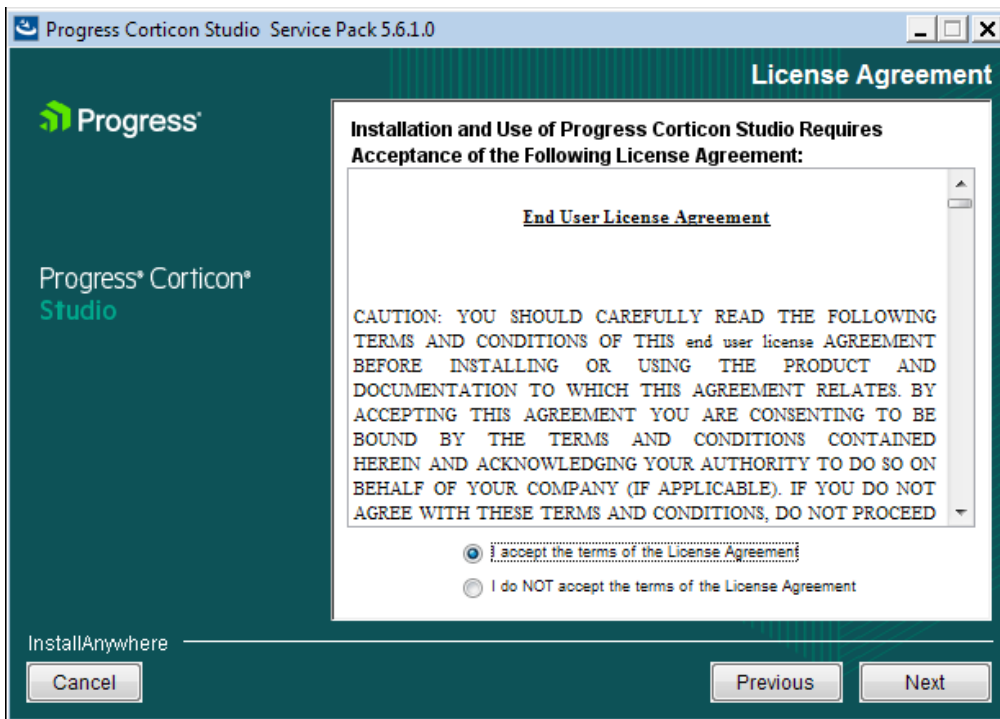 Progress Corticon Studio Service Pack 5.6.1.0
License Agreement
Progress®
Installation and Use of Progress Corticon Studio Requires
Acceptance of the Following License Agreement:
End User License Agreement
Progress® Corticon®
Studio
CAUTION: YOU SHOULD CAREFULLY READ THE FOLLOWING
TERMS AND CONDITIONS OF THIS end user license AGREEMENT
BEFORE INSTALLING OR USING THE PRODUCT AND
DOCUMENTATION TO WHICH THIS AGREEMENT RELATES. BY
ACCEPTING THIS AGREEMENT YOU ARE CONSENTING TO BE
BOUND BY THE TERMS AND CONDITIONS CONTAINED
HEREIN AND ACKNOWLEDGING YOUR AUTHORITY TO DO SO ON
BEHALF OF YOUR COMPANY (IF APPLICABLE). IF YOU DO NOT
AGREE WITH THESE TERMS AND CONDITIONS, DO NOT PROCEED
I accept the terms of the License Agreement
I do NOT accept the terms of the License Agreement
InstallAnywhere
Cancel
Previous
Next